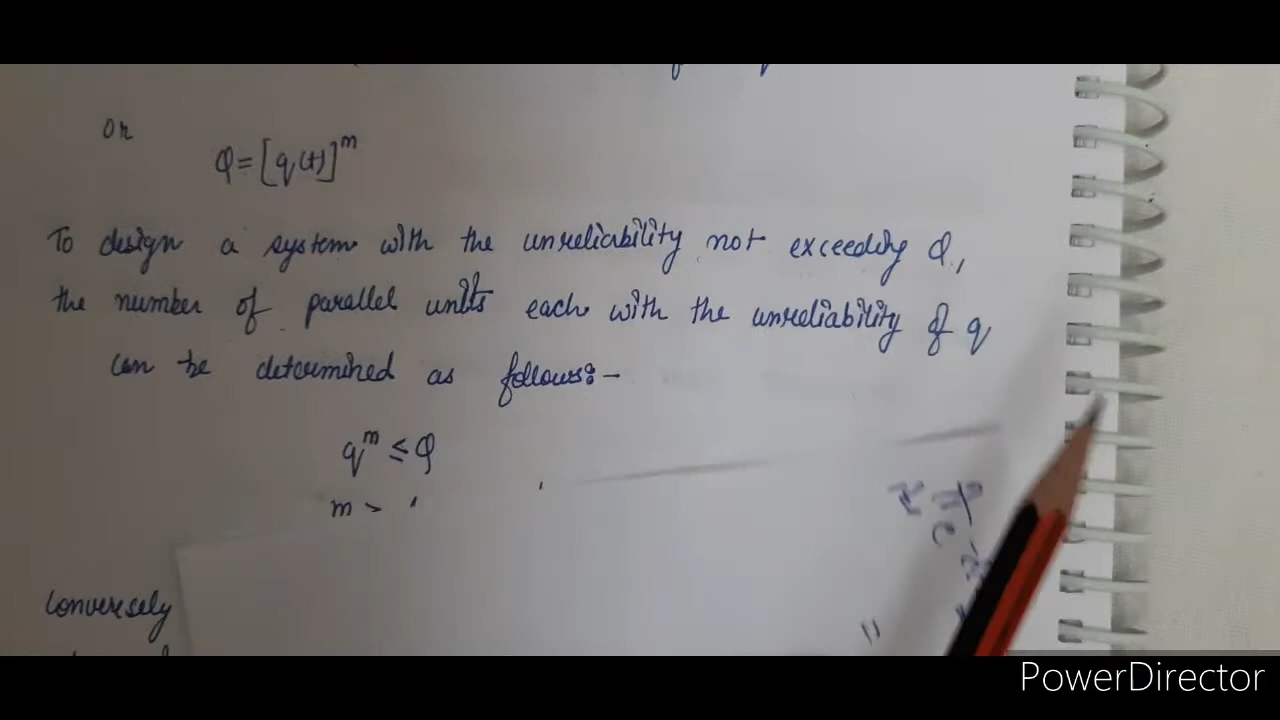 or
Q = [q(t)]^m
To design a system with the unreliability not exceeding Q,
the number of parallel units each with the unreliability of q
can be determined as follows:-
q^m ≤ Q
m >
Conversely
PowerDirector